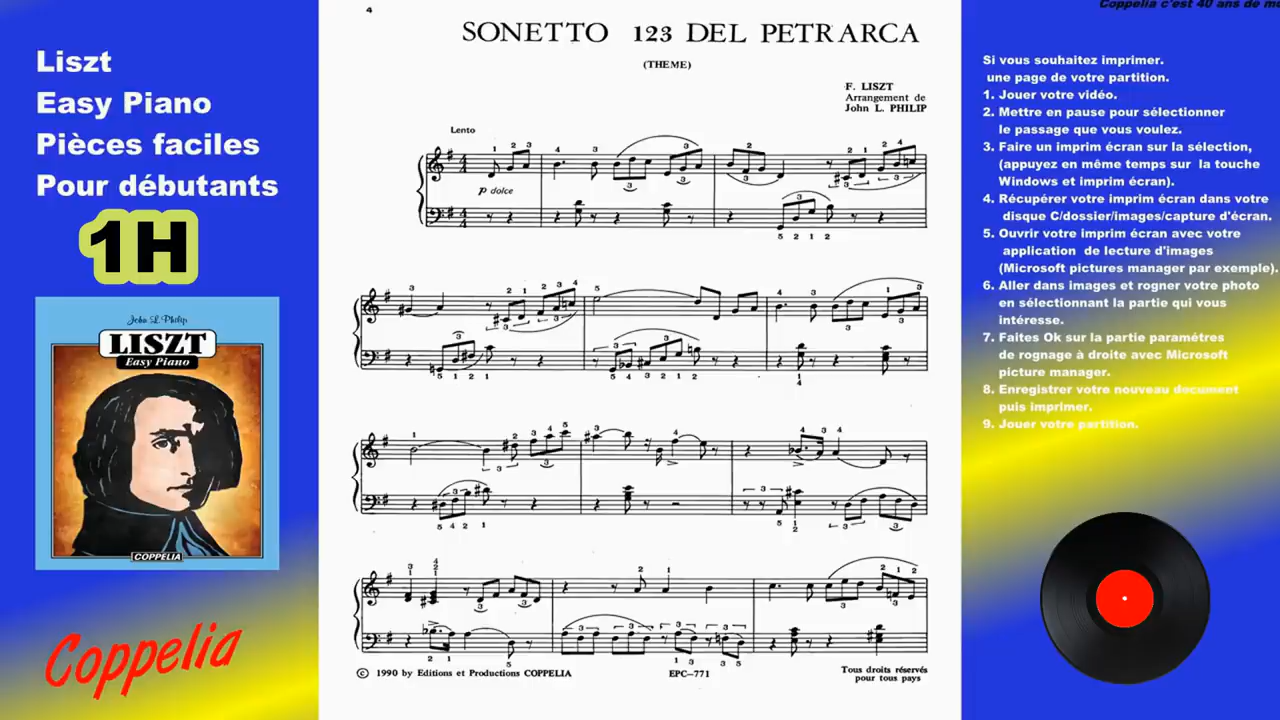 Coppelia c'est 40 ans de
Liszt
Easy Piano
Pièces faciles
Pour débutants
1H
John L. Philip
LISZT
Easy Piano
COPPELIA
Coppelia
4
SONETTO 123 DEL PETRARCA
(THEME)
F. LISZT
Arrangement de
John L. PHILIP
Lento
p dolce
© 1990 by Editions et Productions COPPELIA
EPC–771
Tous droits réservés
pour tous pays
Si vous souhaitez imprimer.
une page de votre partition.
1. Jouer votre vidéo.
2. Mettre en pause pour sélectionner
le passage que vous voulez.
3. Faire un imprim écran sur la sélection,
(appuyez en même temps sur la touche
Windows et imprim écran).
4. Récupérer votre imprim écran dans votre
disque C/dossier/images/capture d'écran.
5. Ouvrir votre imprim écran avec votre
application de lecture d'images
(Microsoft pictures manager par exemple).
6. Aller dans images et rogner votre photo
en sélectionnant la partie qui vous
intéresse.
7. Faites Ok sur la partie paramétres
de rognage à droite avec Microsoft
picture manager.
8. Enregistrer votre nouveau document
puis imprimer.
9. Jouer votre partition.